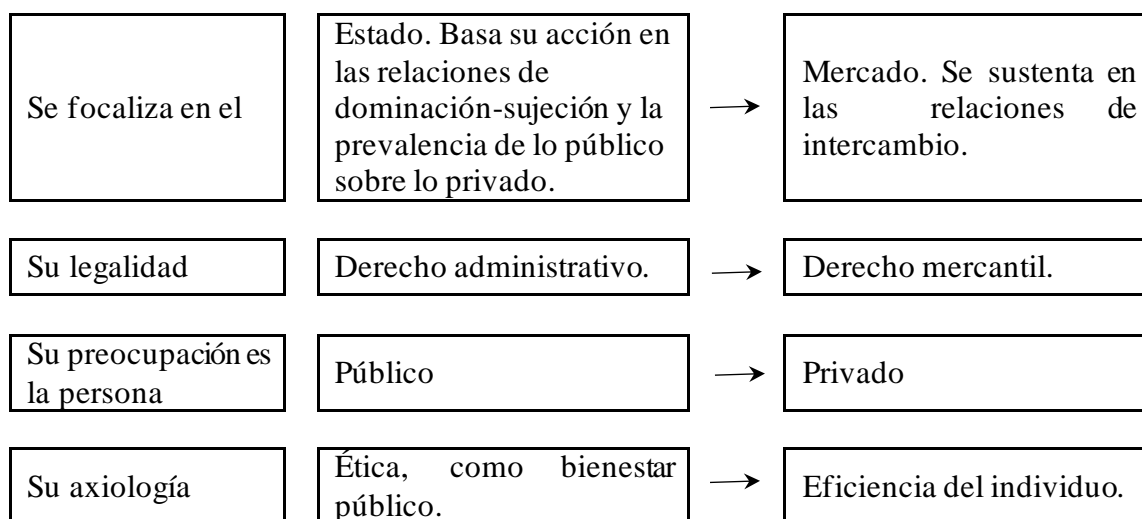 Se focaliza en el
Estado. Basa su acción en
las relaciones de
dominación-sujeción y la
prevalencia de lo público
sobre lo privado.
Mercado. Se sustenta en
las relaciones de
intercambio.
Su legalidad
Derecho administrativo.
Derecho mercantil.
Su preocupación es
la persona
Público
Privado
Su axiología
Ética, como bienestar
público.
Eficiencia del individuo.